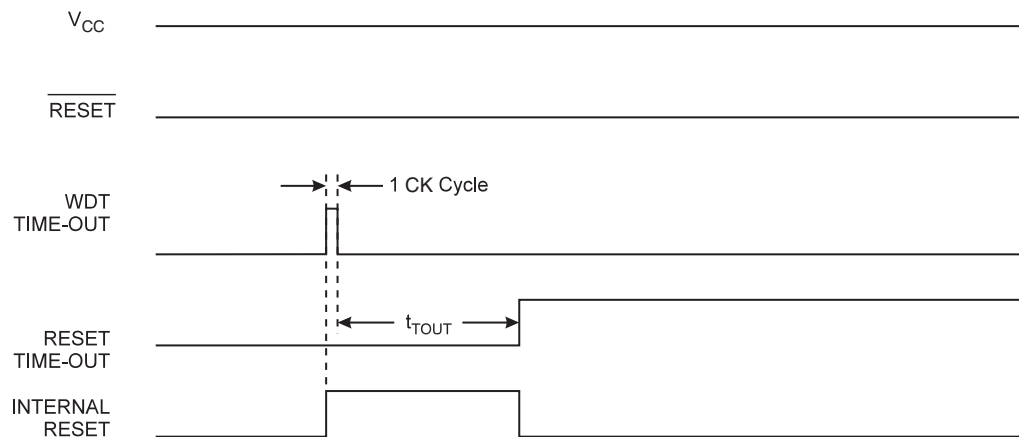 VCC
RESET
1 CK Cycle
WDT
TIME-OUT
tTOUT
RESET
TIME-OUT
INTERNAL
RESET